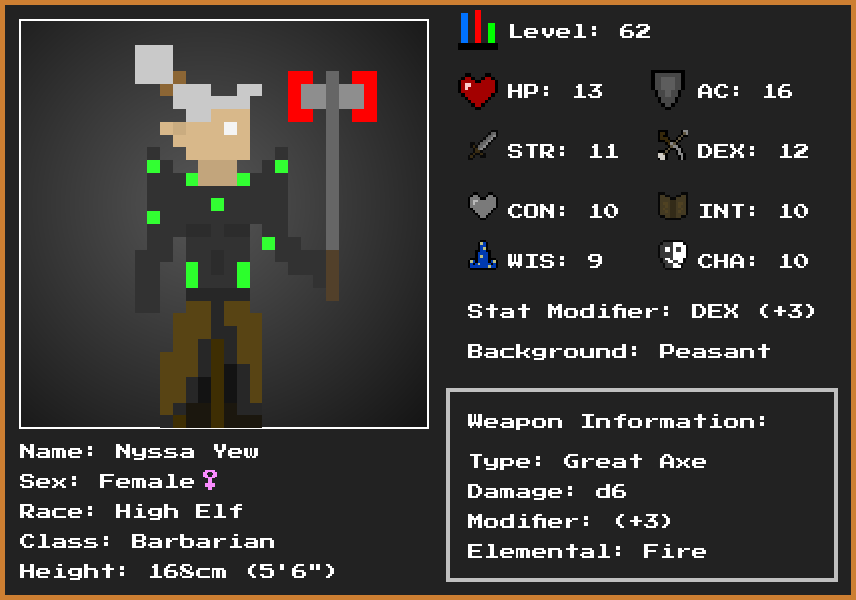 Level: 62
HP: 13 AC: 16
STR: 11 DEX: 12
CON: 10 INT: 10
WIS: 9 CHA: 10
Stat Modifier: DEX (+3)
Background: Peasant
Weapon Information:
Type: Great Axe
Damage: d6
Modifier: (+3)
Elemental: Fire
Name: Nyssa Yew
Sex: Female♀
Race: High Elf
Class: Barbarian
Height: 168cm (5'6")